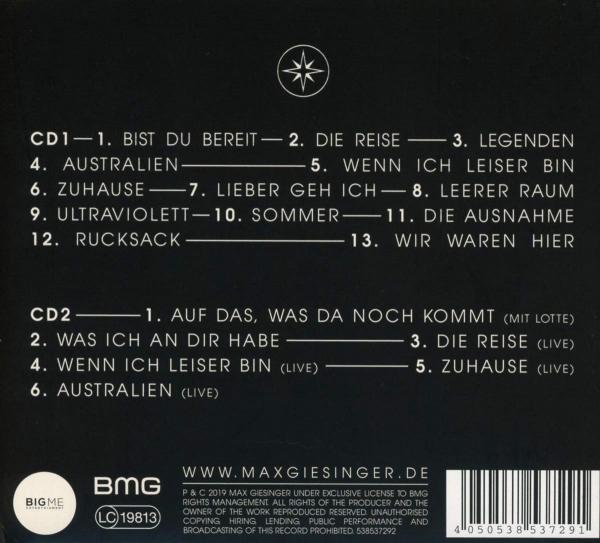 CD1 1. BIST DU BEREIT 2. DIE REISE 3. LEGENDEN
4. AUSTRALIEN 5. WENN ICH LEISER BIN
6. ZUHAUSE 7. LIEBER GEH ICH 8. LEERER RAUM
9. ULTRAVIOLETT 10. SOMMER 11. DIE AUSNAHME
12. RUCKSACK 13. WIR WAREN HIER
CD2 1. AUF DAS, WAS DA NOCH KOMMT (MIT LOTTE)
2. WAS ICH AN DIR HABE 3. DIE REISE (LIVE)
4. WENN ICH LEISER BIN (LIVE) 5. ZUHAUSE (LIVE)
6. AUSTRALIEN (LIVE)
BIGME
ENTERTAINMENT
BMG
LC 19813
WWW.MAXGIESINGER.DE
P & C 2019 MAX GIESINGER UNDER EXCLUSIVE LICENSE TO BMG
RIGHTS MANAGEMENT. ALL RIGHTS OF THE PRODUCER AND THE
OWNER OF THE WORK REPRODUCED RESERVED. UNAUTHORISED
COPYING, HIRING, LENDING, PUBLIC PERFORMANCE AND
BROADCASTING OF THIS RECORD PROHIBITED. 538537292
4 050538 537291